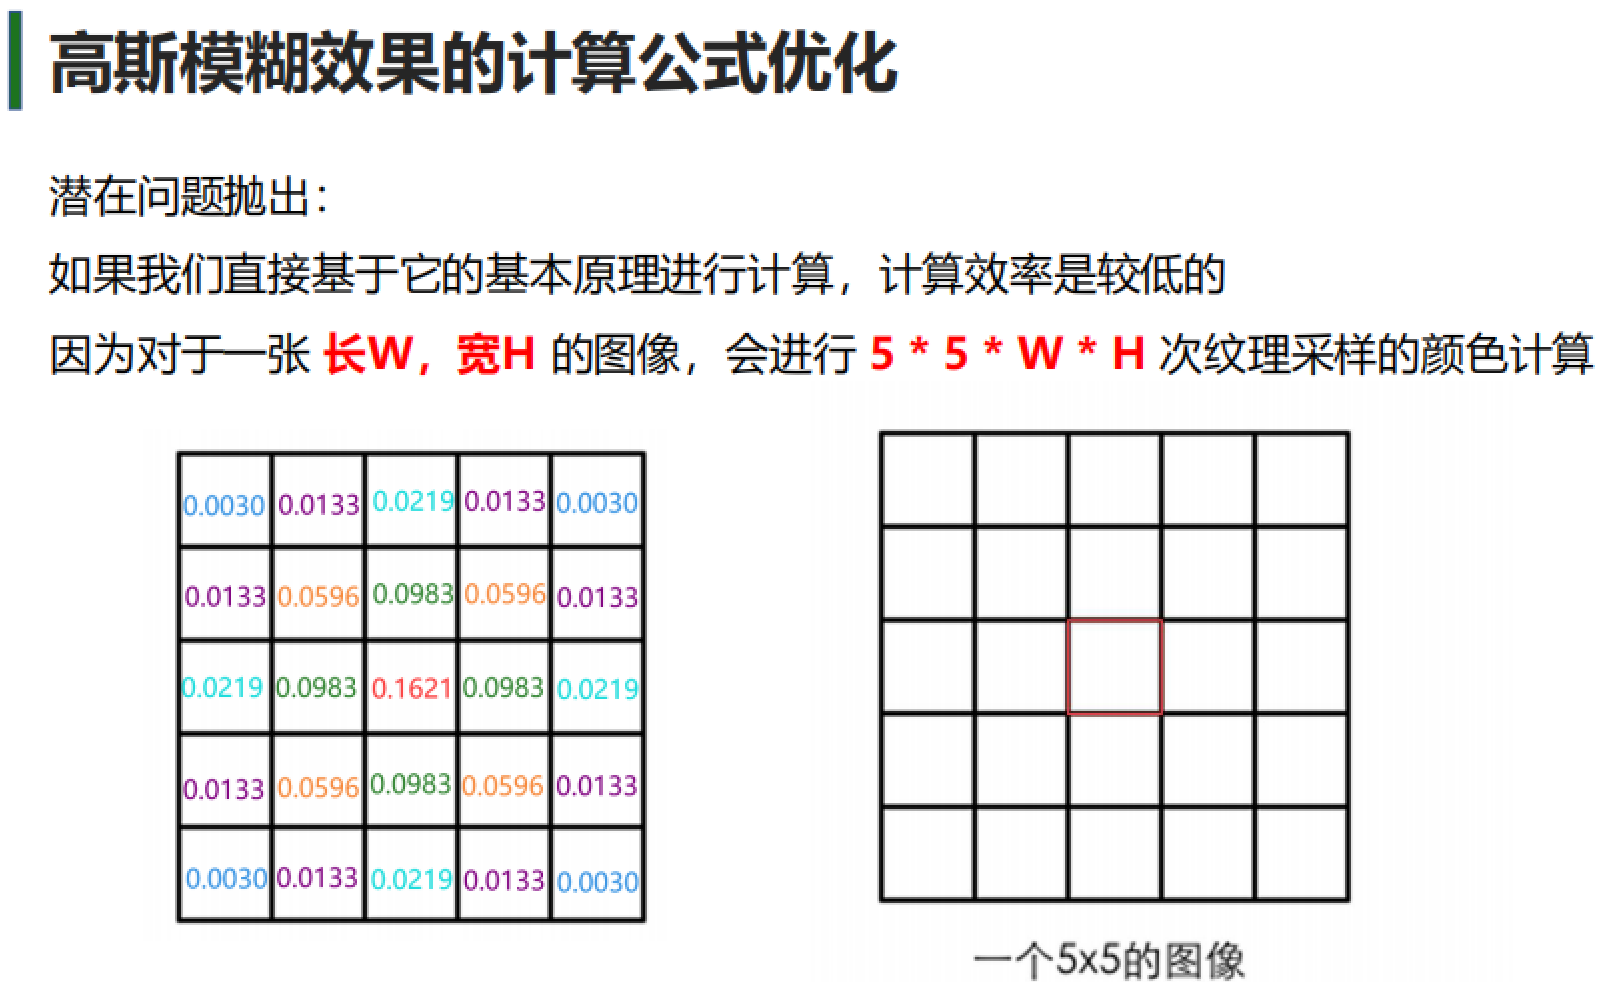 高斯模糊效果的计算公式优化
潜在问题抛出：
如果我们直接基于它的基本原理进行计算，计算效率是较低的
因为对于一张 长W，宽H 的图像，会进行 5 * 5 * W * H 次纹理采样的颜色计算
0.0030 0.0133 0.0219 0.0133 0.0030
0.0133 0.0596 0.0983 0.0596 0.0133
0.0219 0.0983 0.1621 0.0983 0.0219
0.0133 0.0596 0.0983 0.0596 0.0133
0.0030 0.0133 0.0219 0.0133 0.0030
一个5x5的图像